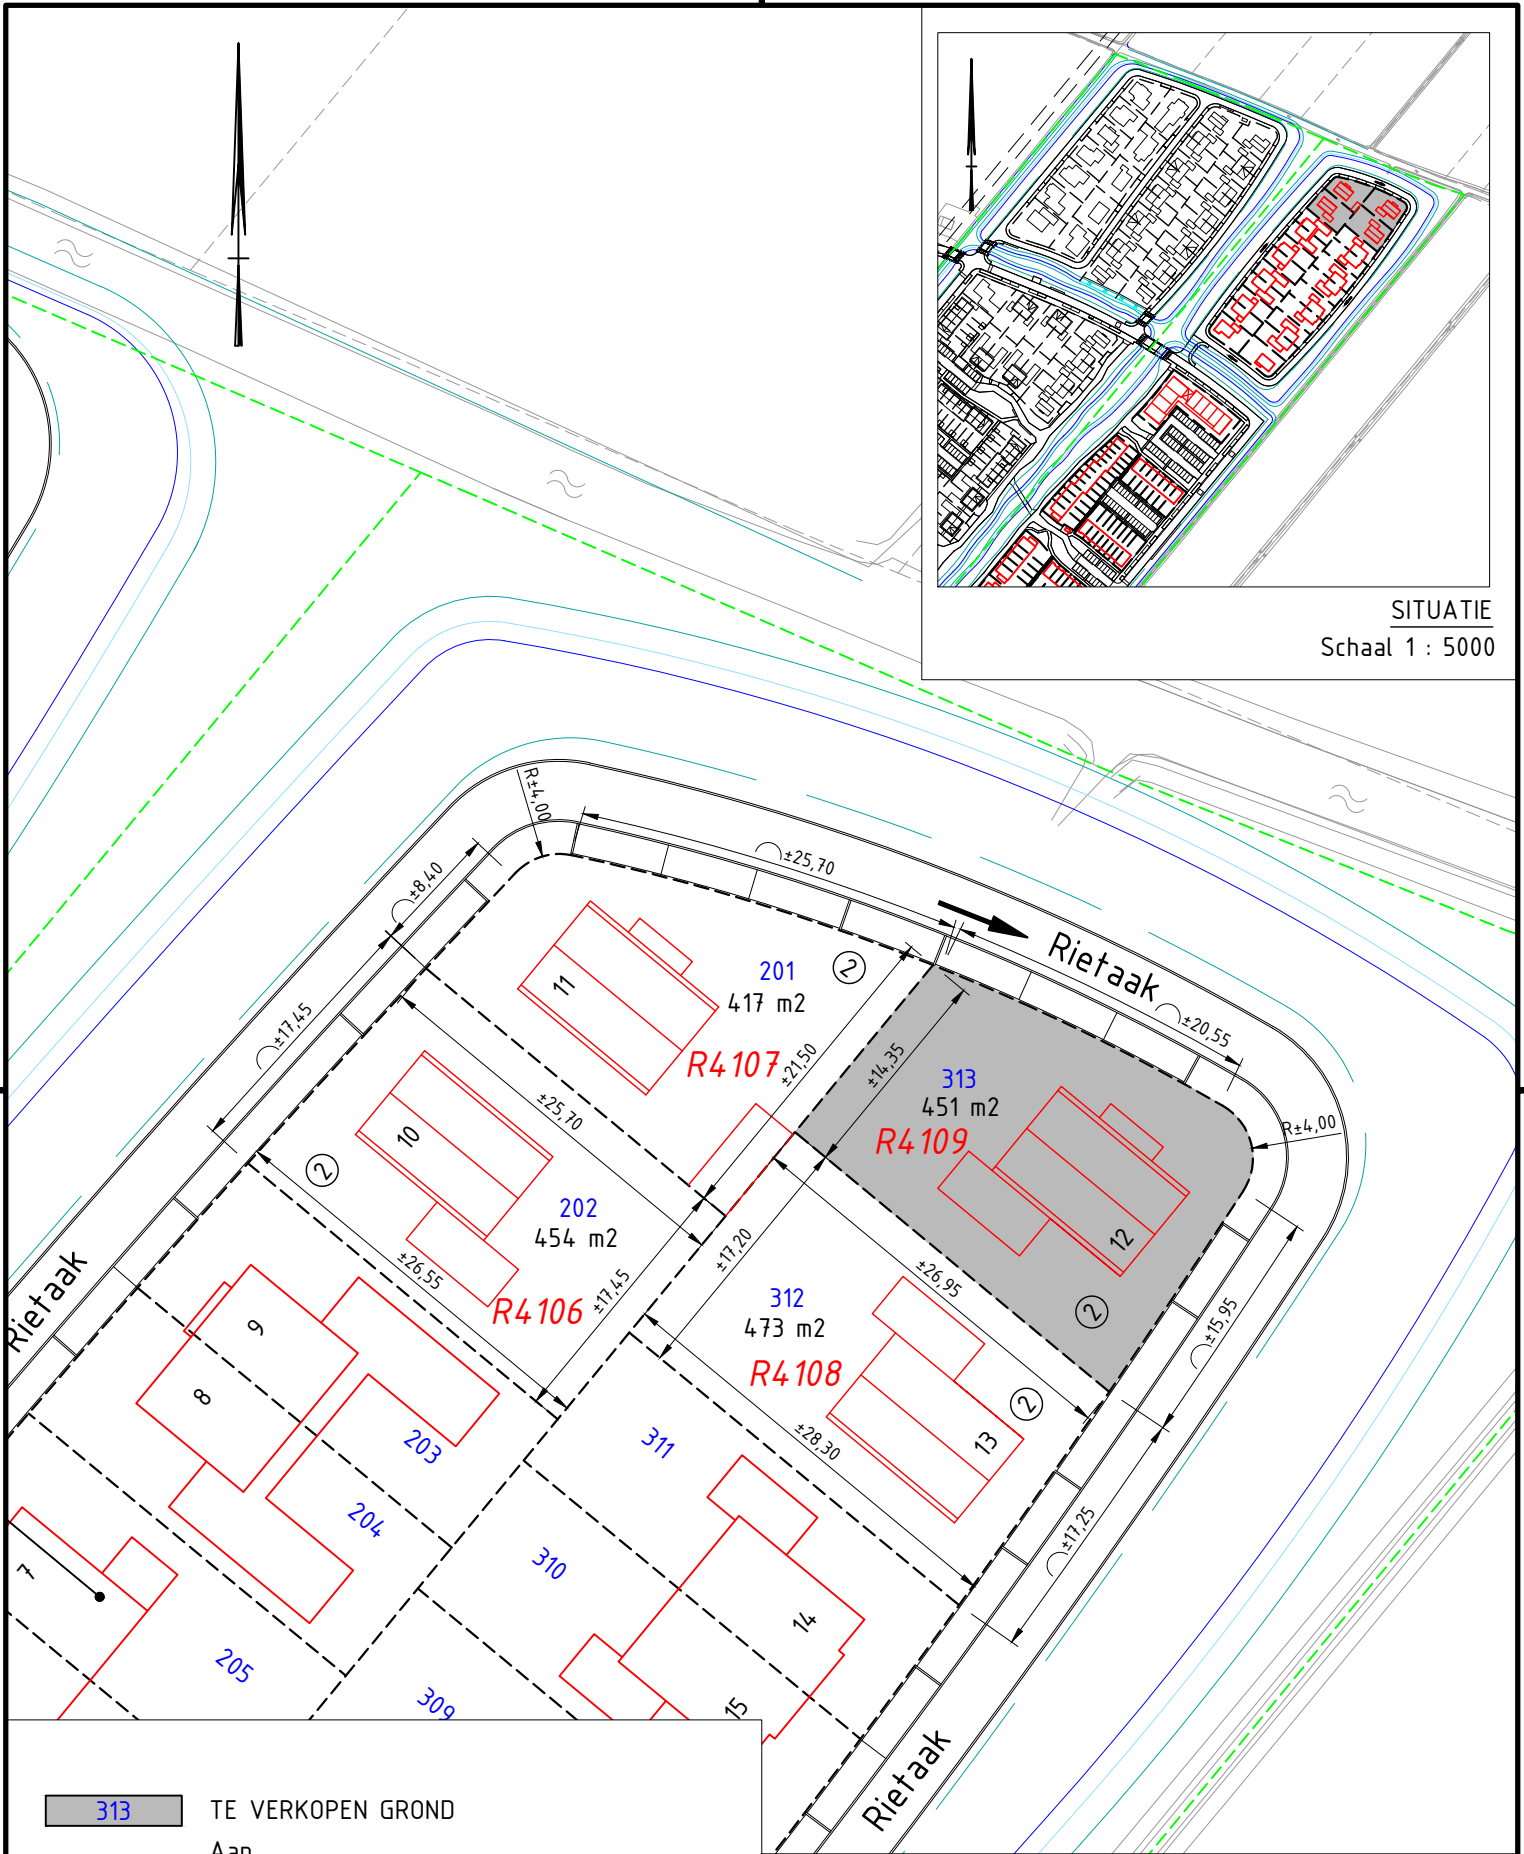 SITUATIE
Schaal 1 : 5000
R±4,00
±8,40
±25,70
Rietaak
±20,55
±17,45
11
201
417 m2
2
R4107
±21,50
±14,35
313
451 m2
R4109
R±4,00
10
±25,70
2
202
454 m2
12
±17,20
±26,55
R4106
±17,45
±26,95
2
±15,95
Rietaak
312
473 m2
R4108
9
8
2
13
±28,30
203
311
204
310
±17,25
7
14
205
309
15
Rietaak
313 TE VERKOPEN GROND
Aan